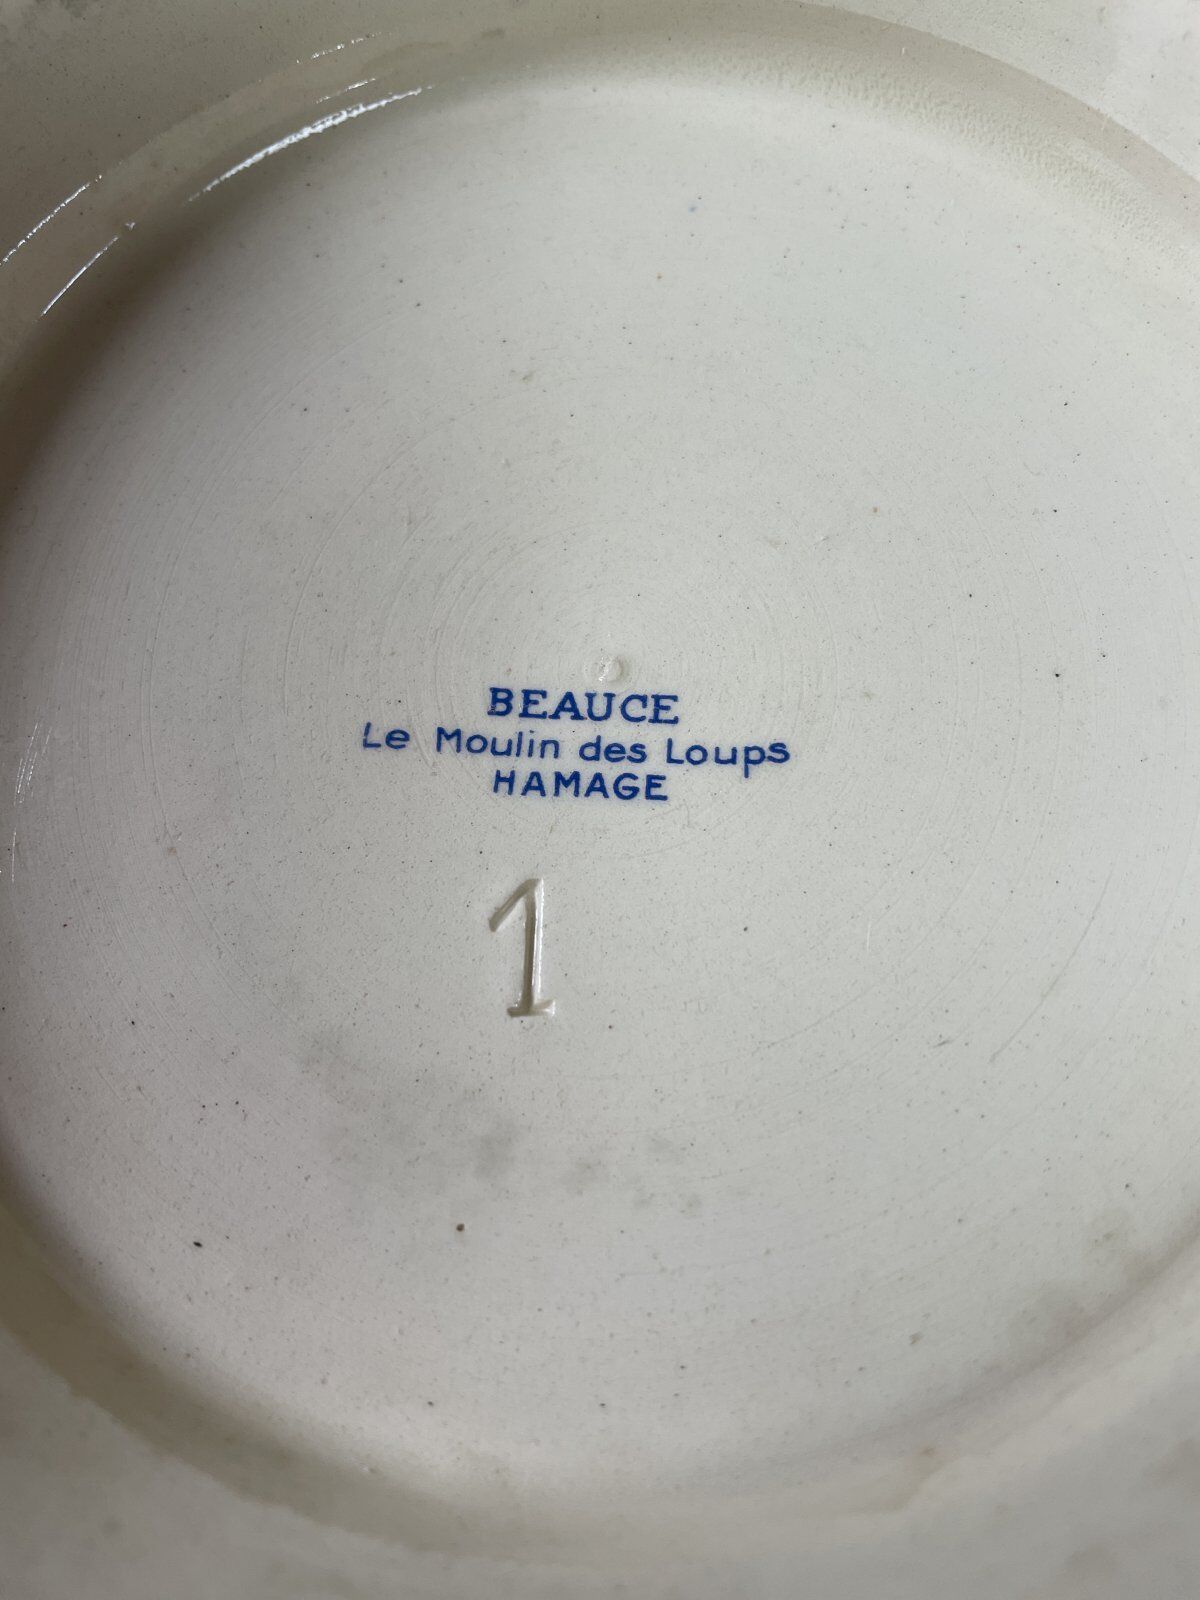 BEAUCE
Le Moulin des Loups
HAMAGE
1